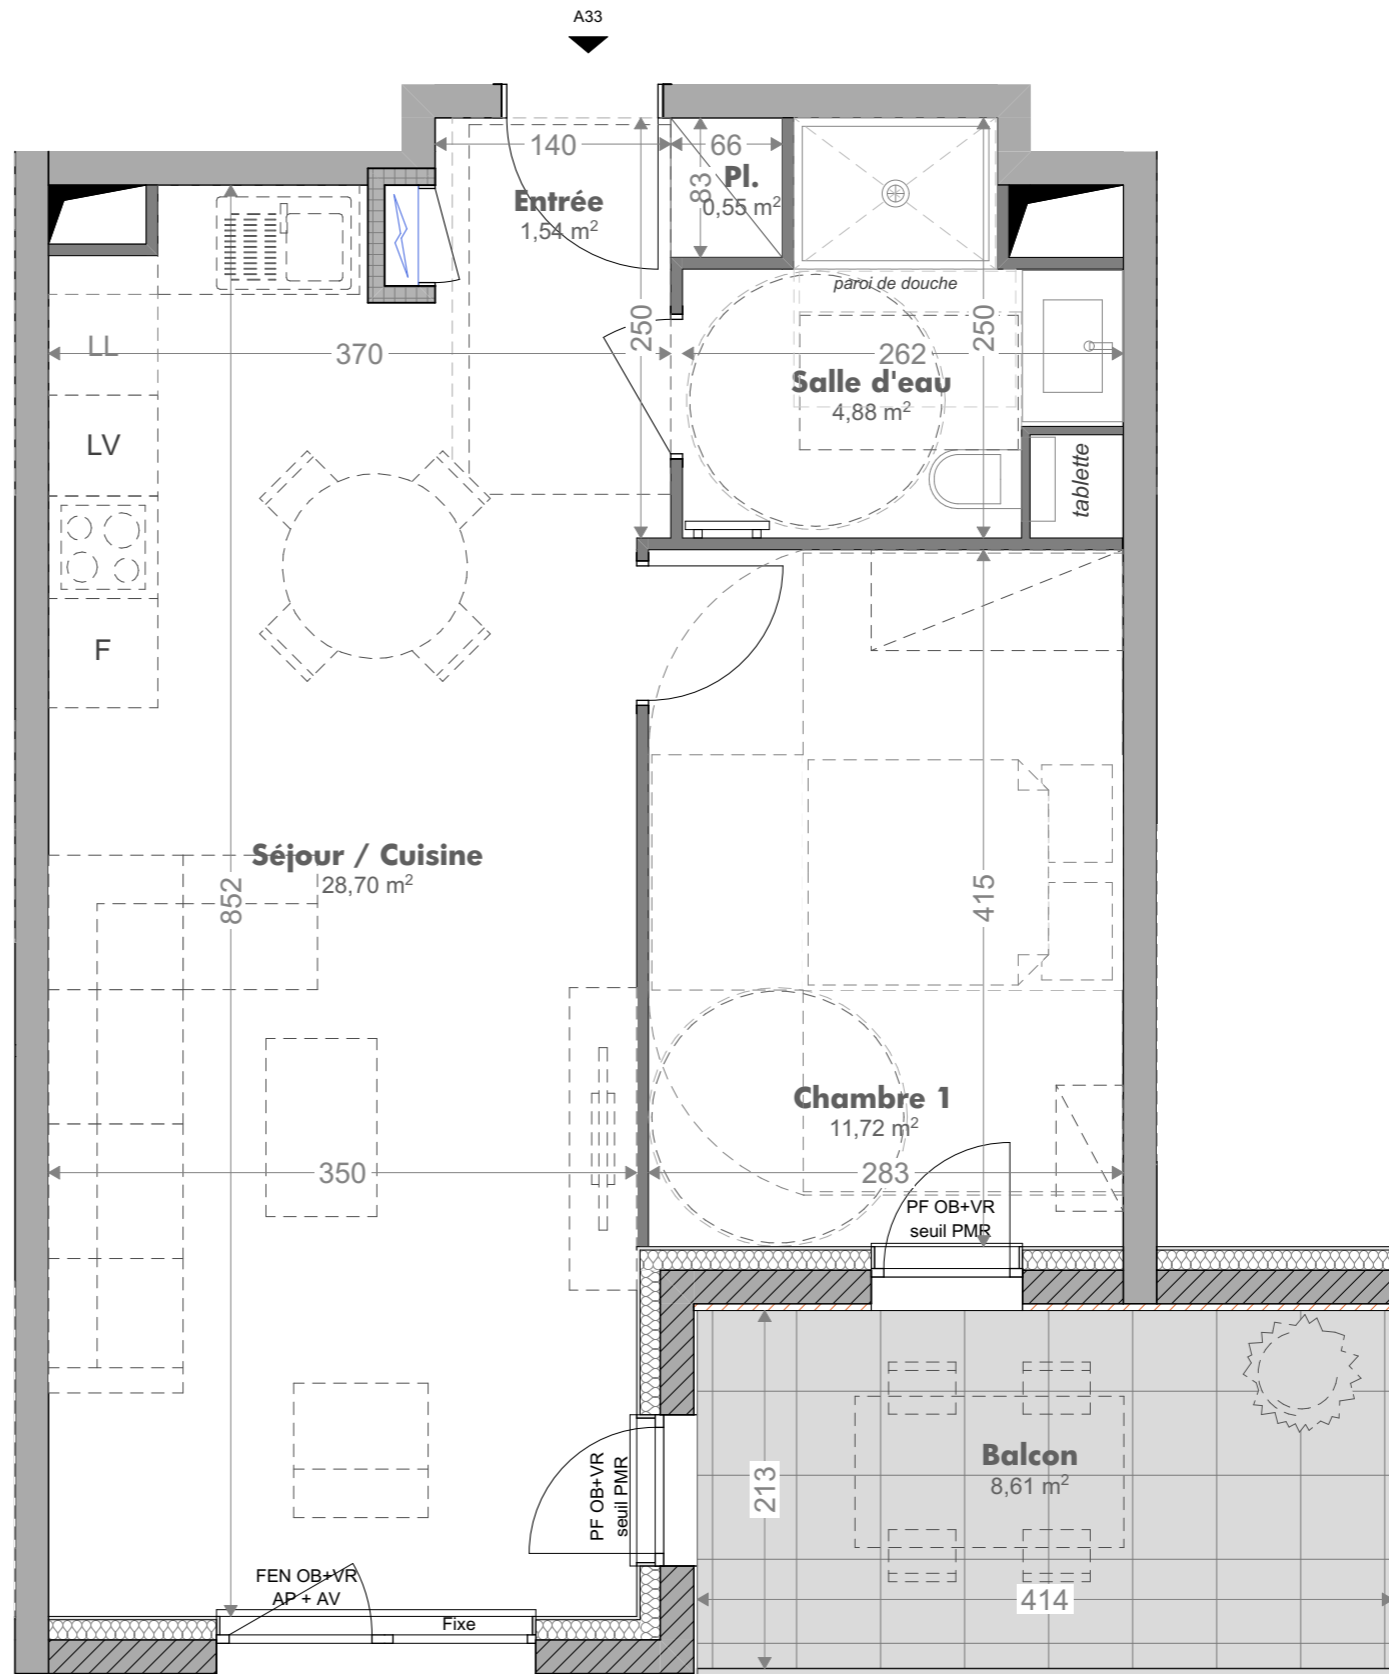 A33
140
66
83
Pl.
0,55 m²
Entrée
1,54 m²
paroi de douche
250
250
LL
370
262
Salle d'eau
4,88 m²
LV
tablette
F
Séjour / Cuisine
28,70 m²
852
415
Chambre 1
11,72 m²
350
283
PF OB+VR
seuil PMR
PF OB+VR
seuil PMR
Balcon
8,61 m²
213
414
FEN OB+VR
AP + AV
Fixe